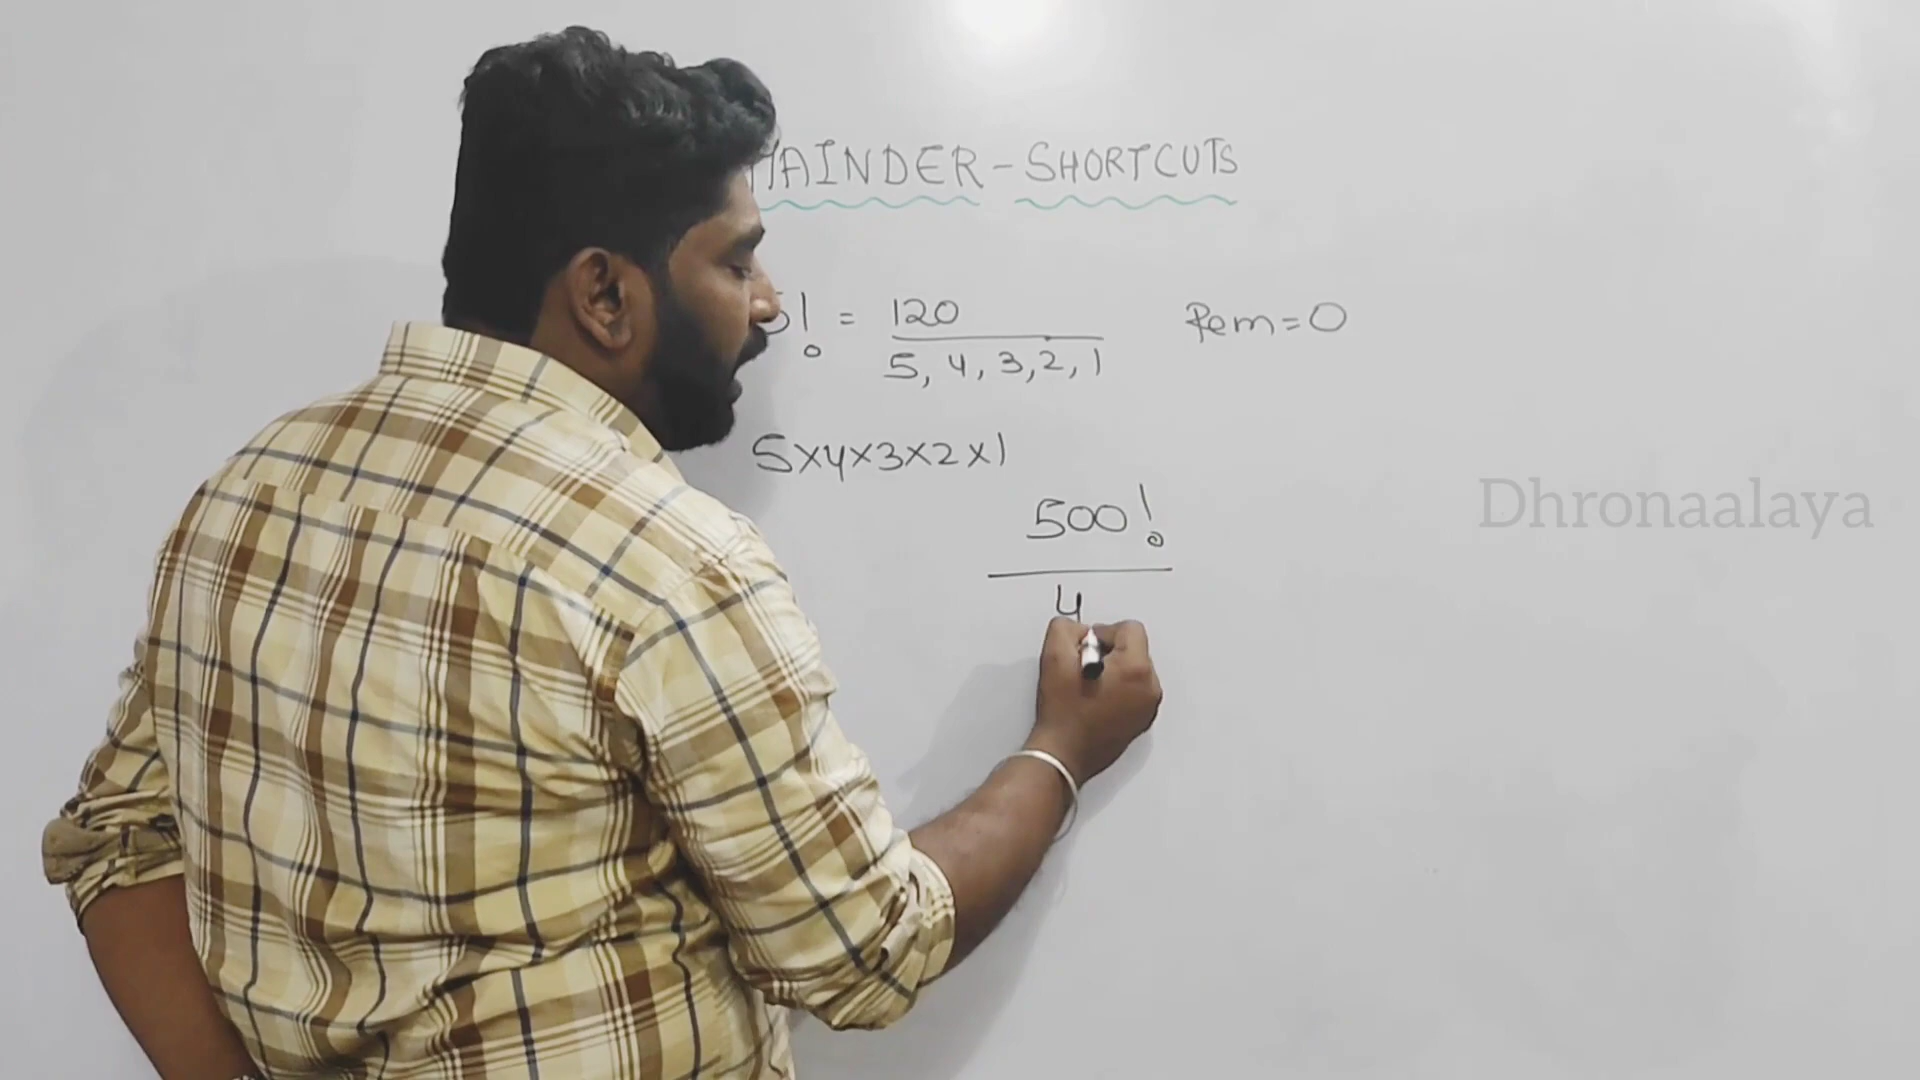 MAINDER - SHORTCUTS
5! = 120 Rem = 0
5, 4, 3, 2, 1
5×4×3×2×1
500!
4
Dhronaalaya